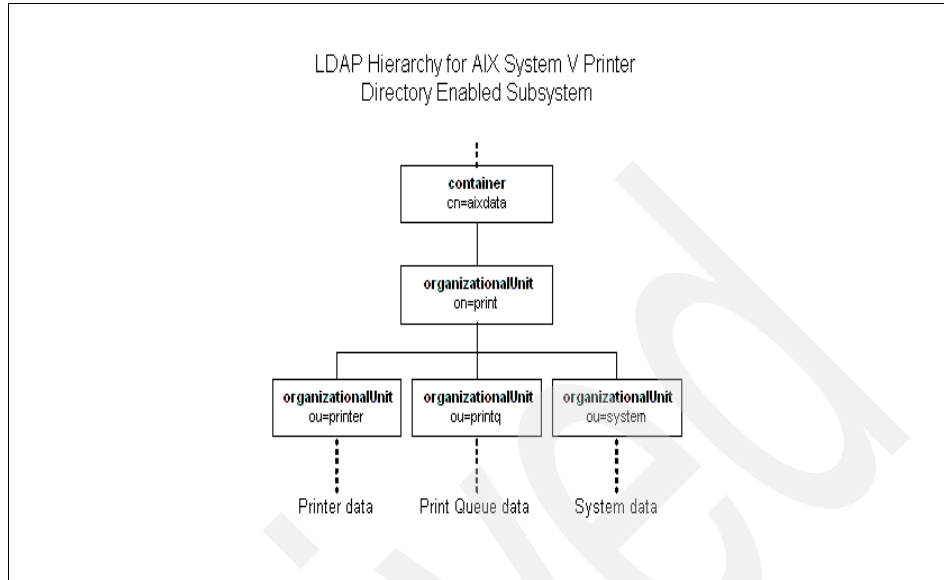 LDAP Hierarchy for AIX System V Printer
Directory Enabled Subsystem
container
cn=aixdata
organizationalUnit
on=print
organizationalUnit
ou=printer
organizationalUnit
ou=printq
organizationalUnit
ou=system
Printer data
Print Queue data
System data